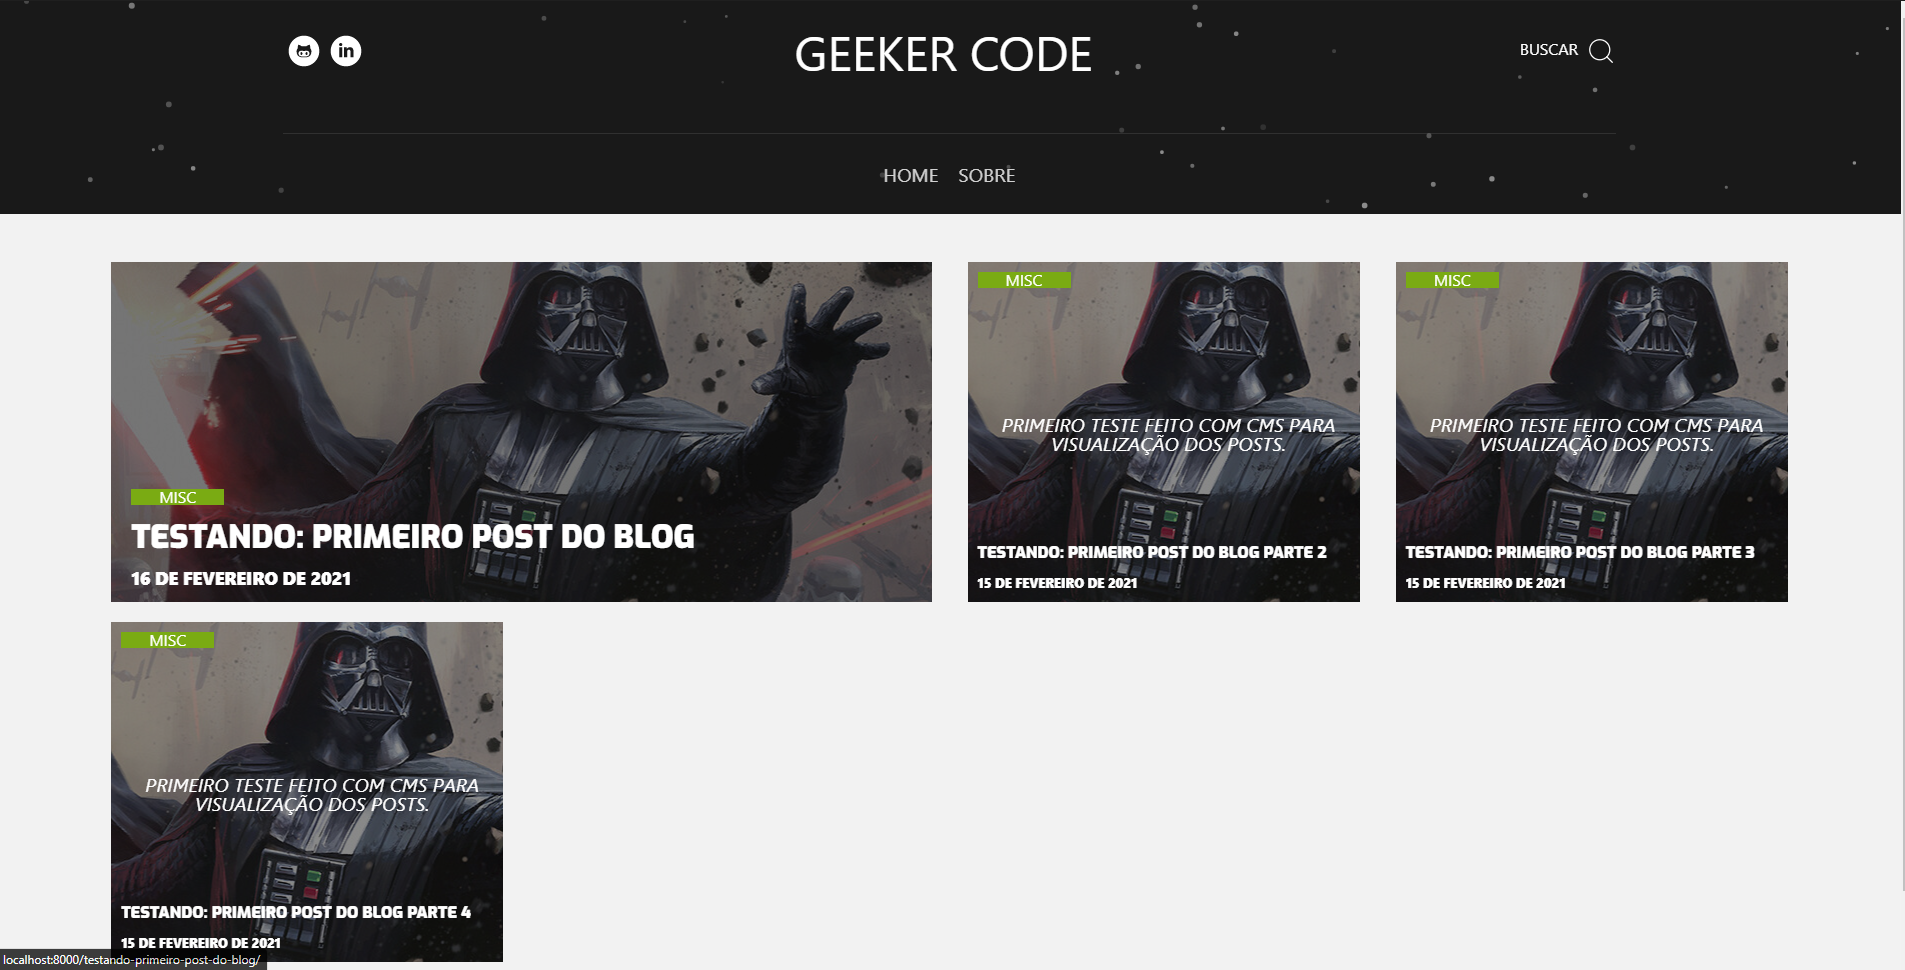 in
GEEKER CODE
BUSCAR
HOME SOBRE
MISC
TESTANDO: PRIMEIRO POST DO BLOG
16 DE FEVEREIRO DE 2021
MISC
PRIMEIRO TESTE FEITO COM CMS PARA
VISUALIZAÇÃO DOS POSTS.
TESTANDO: PRIMEIRO POST DO BLOG PARTE 2
15 DE FEVEREIRO DE 2021
MISC
PRIMEIRO TESTE FEITO COM CMS PARA
VISUALIZAÇÃO DOS POSTS.
TESTANDO: PRIMEIRO POST DO BLOG PARTE 3
15 DE FEVEREIRO DE 2021
MISC
PRIMEIRO TESTE FEITO COM CMS PARA
VISUALIZAÇÃO DOS POSTS.
TESTANDO: PRIMEIRO POST DO BLOG PARTE 4
15 DE FEVEREIRO DE 2021
localhost:8000/testando-primeiro-post-do-blog/